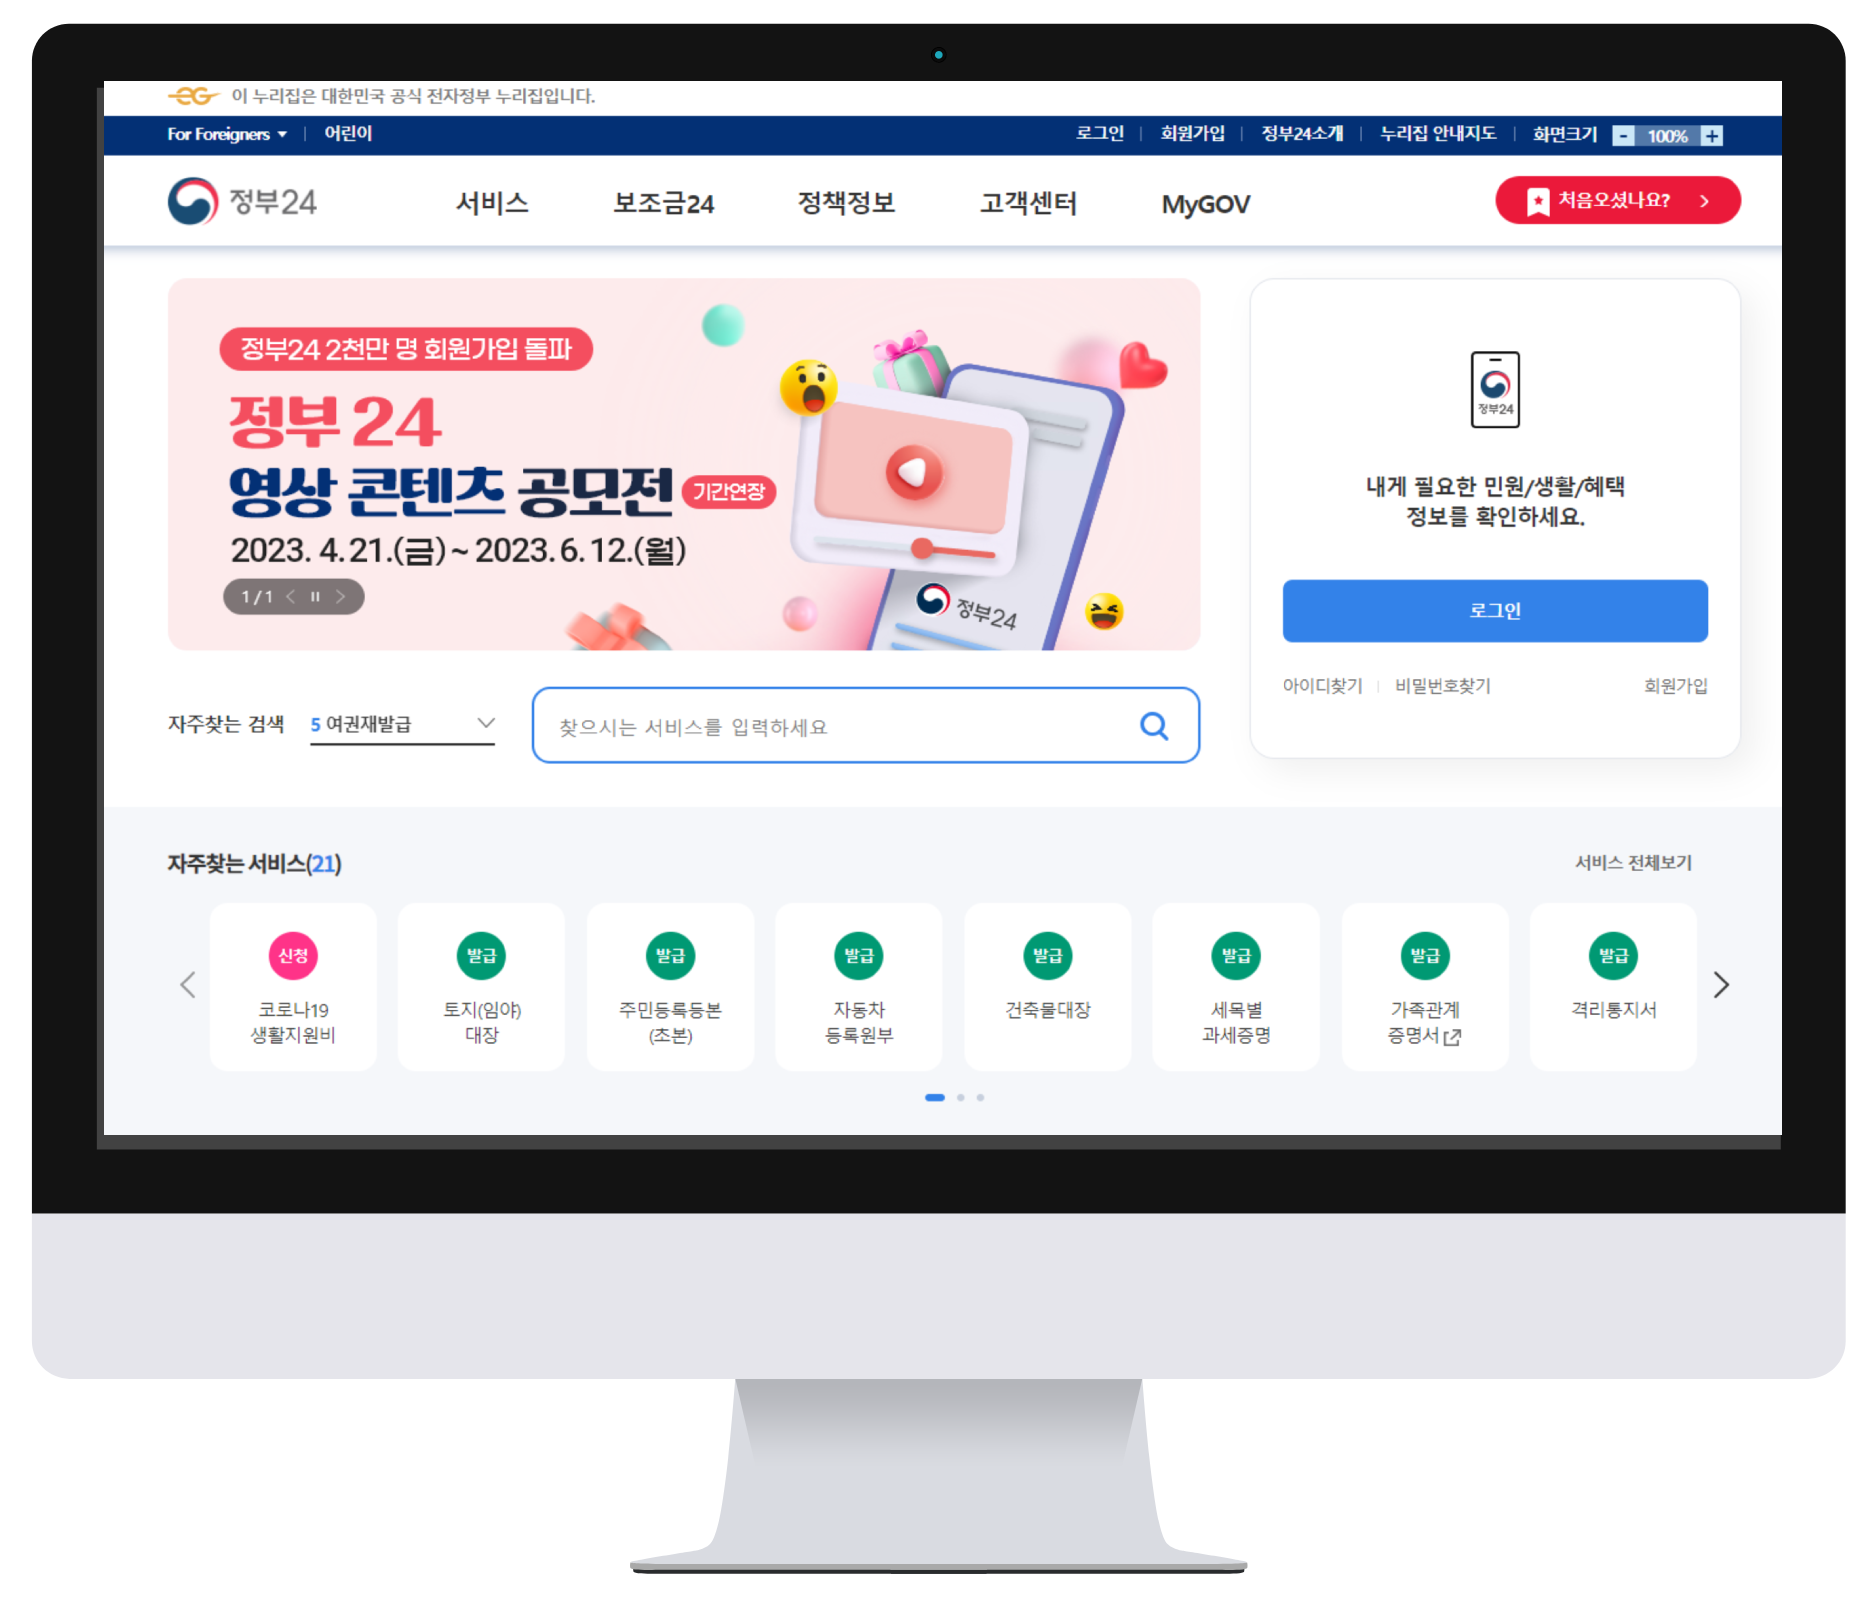 이 누리집은 대한민국 공식 전자정부 누리집입니다.
For Foreigners 어린이 로그인 회원가입 정부24소개 누리집 안내지도 화면크기 - 100% +
정부24 서비스 보조금24 정책정보 고객센터 MyGOV 처음오셨나요?
정부24 2천만 명 회원가입 돌파
정부 24
영상 콘텐츠 공모전 기간연장
2023. 4. 21.(금) ~ 2023. 6. 12.(월)
1 / 1
정부24
정부24
내게 필요한 민원/생활/혜택
정보를 확인하세요.
로그인
아이디찾기 비밀번호찾기 회원가입
자주찾는 검색 5 여권재발급 찾으시는 서비스를 입력하세요
자주찾는 서비스(21) 서비스 전체보기
신청
코로나19
생활지원비
발급
토지(임야)
대장
발급
주민등록등본
(초본)
발급
자동차
등록원부
발급
건축물대장
발급
세목별
과세증명
발급
가족관계
증명서
발급
격리통지서